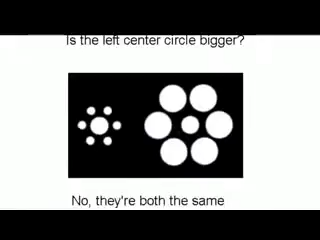 Is the left center circle bigger?
No, they're both the same